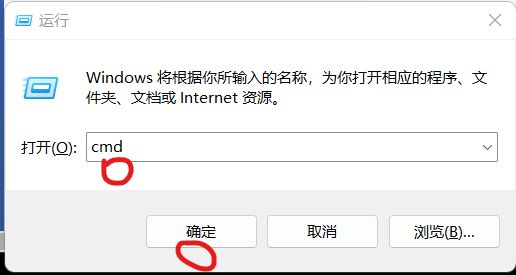 运行
Windows 将根据你所输入的名称，为你打开相应的程序、文
件夹、文档或 Internet 资源。
打开(O): cmd
确定 取消 浏览(B)...